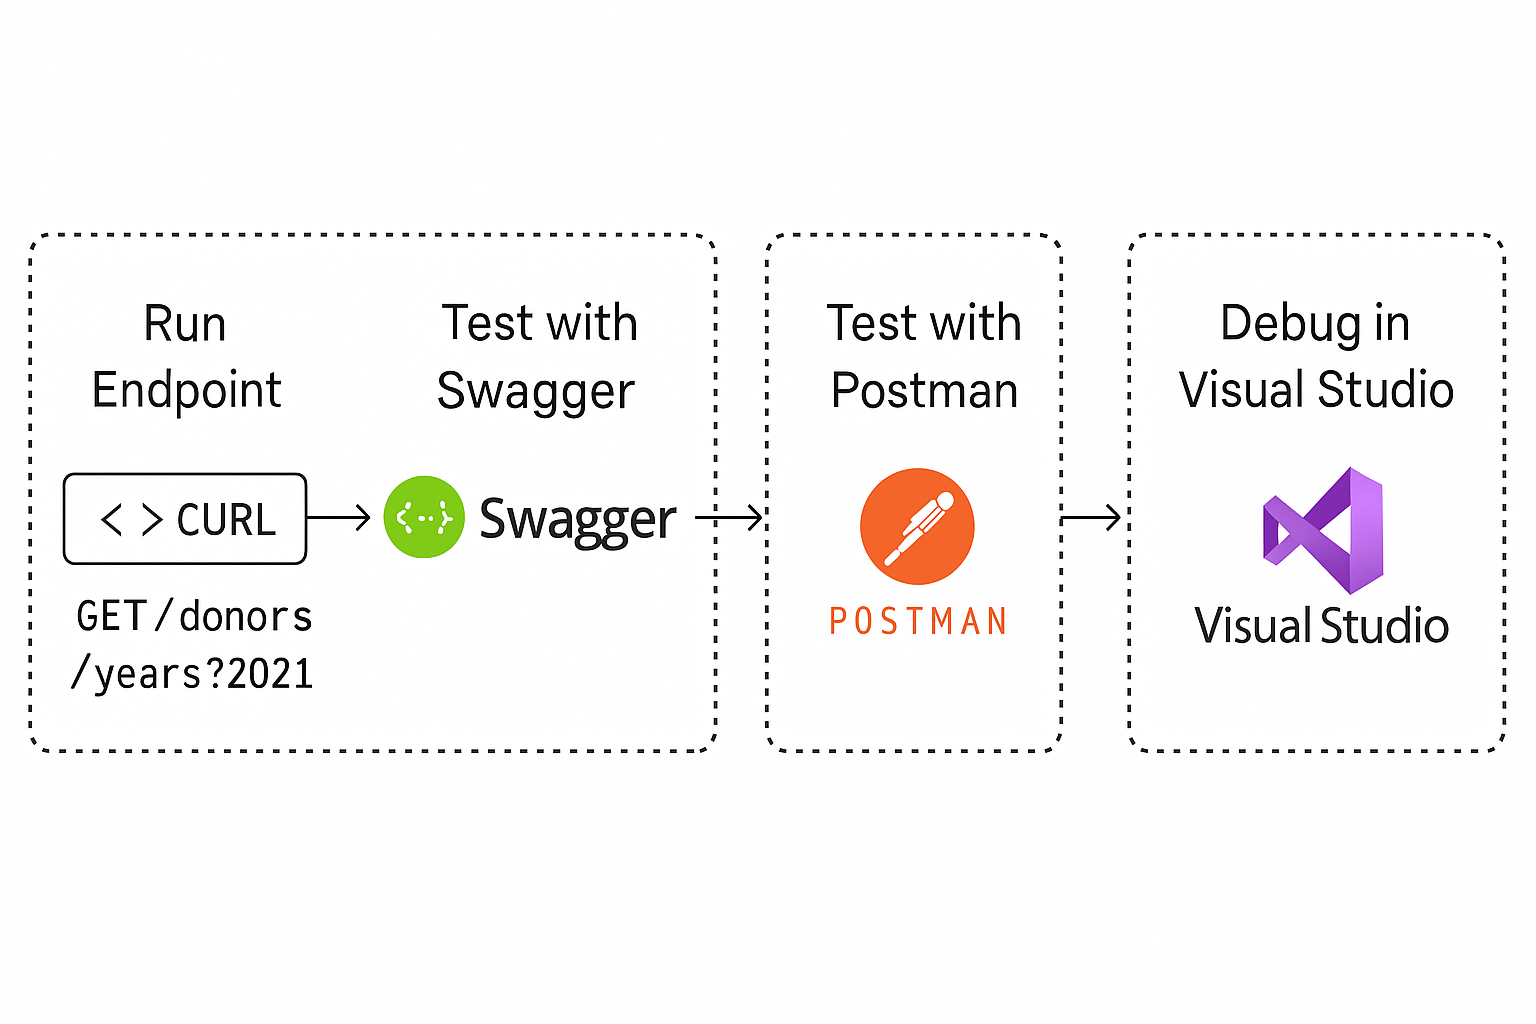 Run
Endpoint
< > CURL
GET /donors
/years?2021
Test with
Swagger
{··}
Swagger
Test with
Postman
POSTMAN
Debug in
Visual Studio
Visual Studio